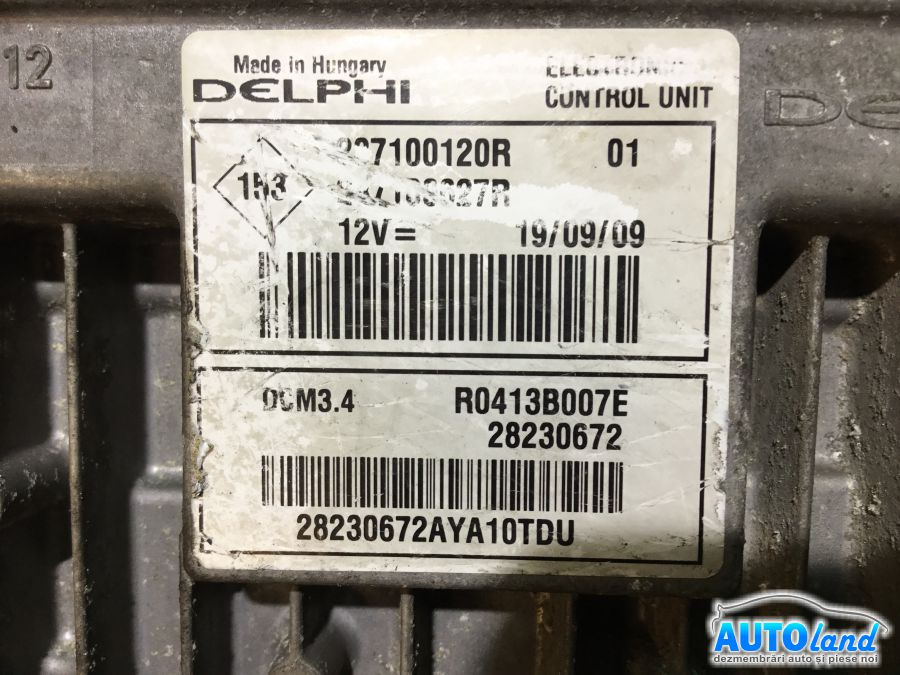 12
Made in Hungary
DELPHI
ELECTRONIC
CONTROL UNIT
01
153
12V=
19/09/09
DCM3.4
R0413B007E
28230672
28230672AYA10TDU
AUTOland
dezmembrări auto și piese noi